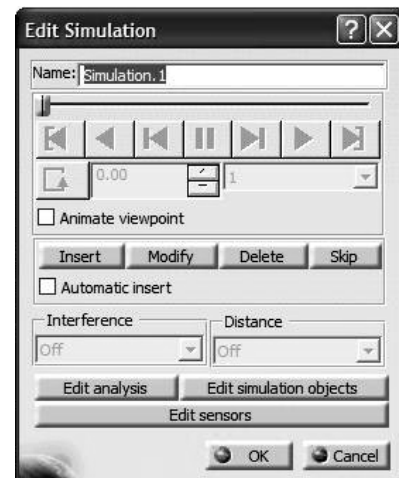 Edit Simulation
Name: Simulation.1
0.00 1
Animate viewpoint
Insert Modify Delete Skip
Automatic insert
Interference Distance
Off Off
Edit analysis Edit simulation objects
Edit sensors
OK Cancel